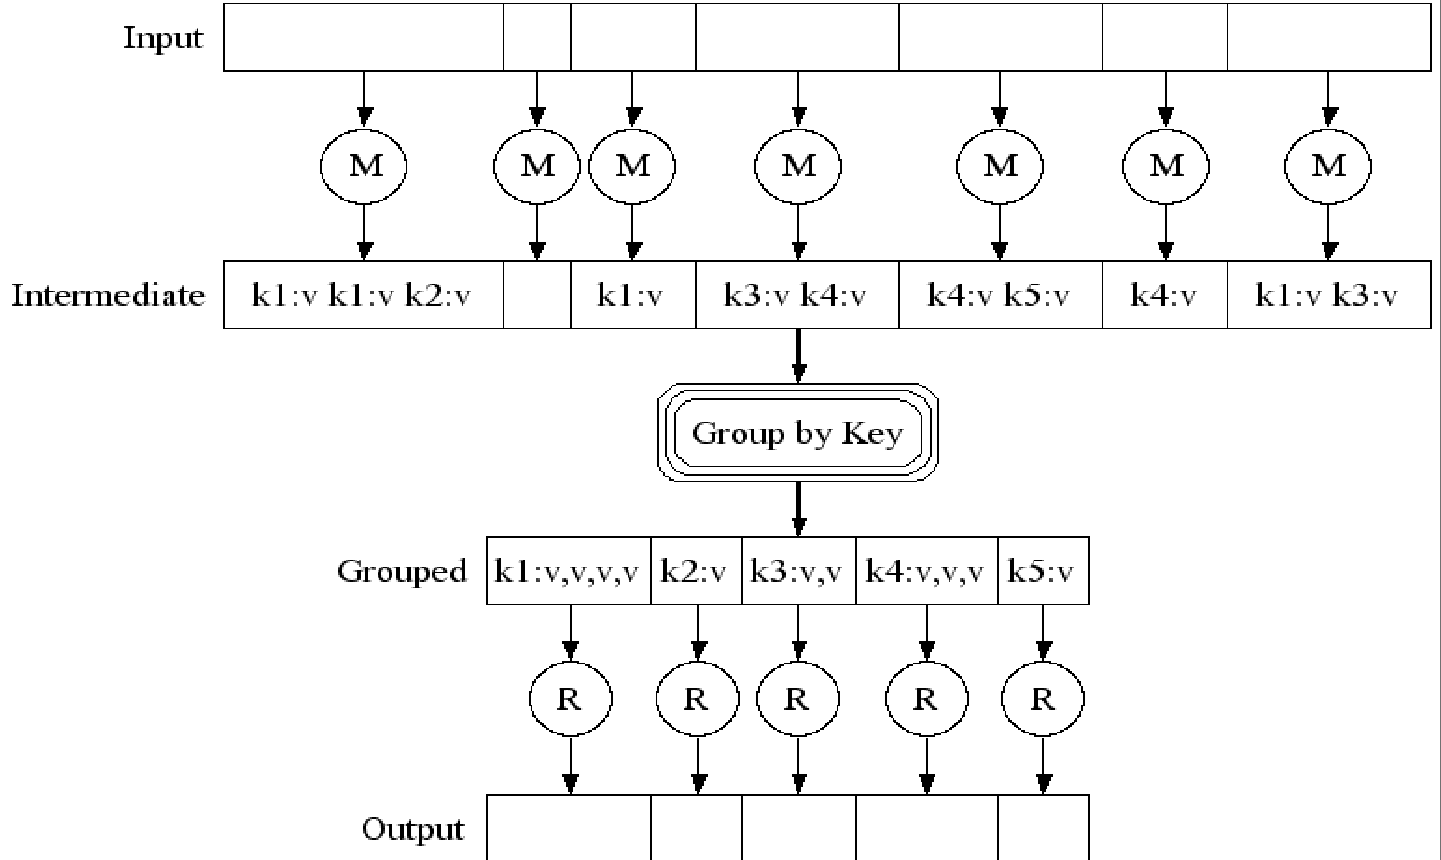 Input
M M M M M M M
Intermediate k1:v k1:v k2:v k1:v k3:v k4:v k4:v k5:v k4:v k1:v k3:v
Group by Key
Grouped k1:v,v,v,v k2:v k3:v,v k4:v,v,v k5:v
R R R R R
Output